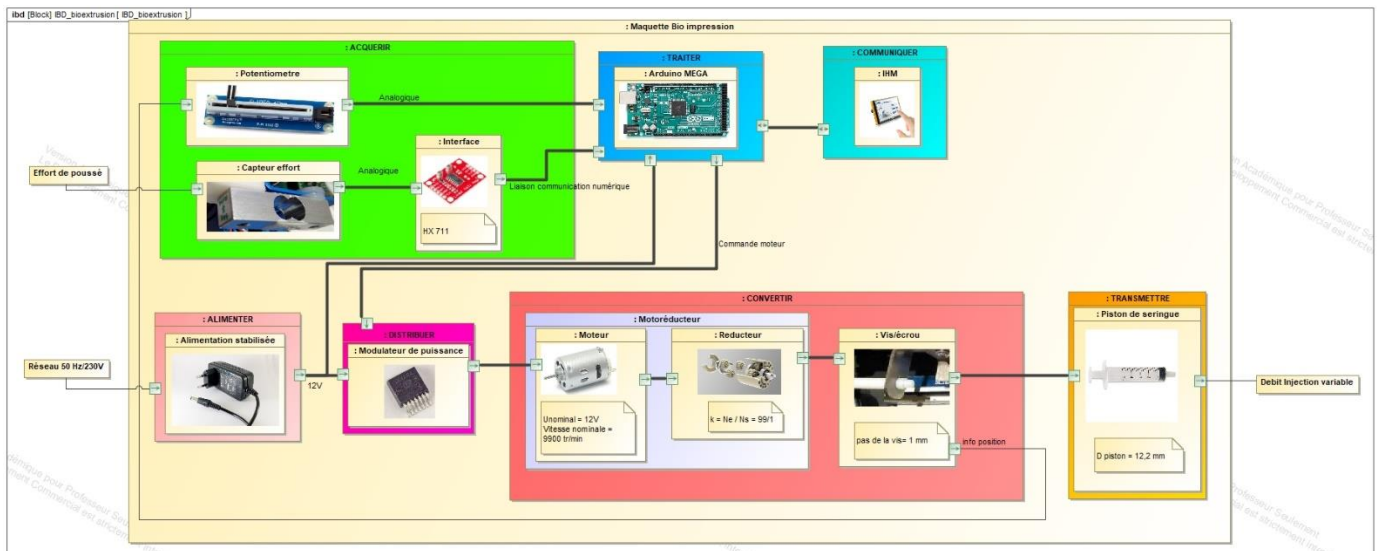 ibd [Block] IBD_bioextrusion [ IBD_bioextrusion ]
: Maquette Bio impression
: ACQUERIR
: TRAITER
: COMMUNIQUER
: Potentiometre
: Arduino MEGA
: IHM
Analogique
: Interface
: Capteur effort
Effort de poussé
Analogique
Liaison communication numérique
HX 711
Commande moteur
: CONVERTIR
: TRANSMETTRE
: ALIMENTER
: DISTRIBUER
: Motoréducteur
: Piston de seringue
: Alimentation stabilisée
: Modulateur de puissance
: Moteur
: Reducteur
: Vis/écrou
Réseau 50 Hz/230V
12V
Debit Injection variable
Unominal = 12V
Vitesse nominale =
9900 tr/min
k = Ne / Ns = 99/1
pas de la vis= 1 mm
info position
D piston = 12,2 mm